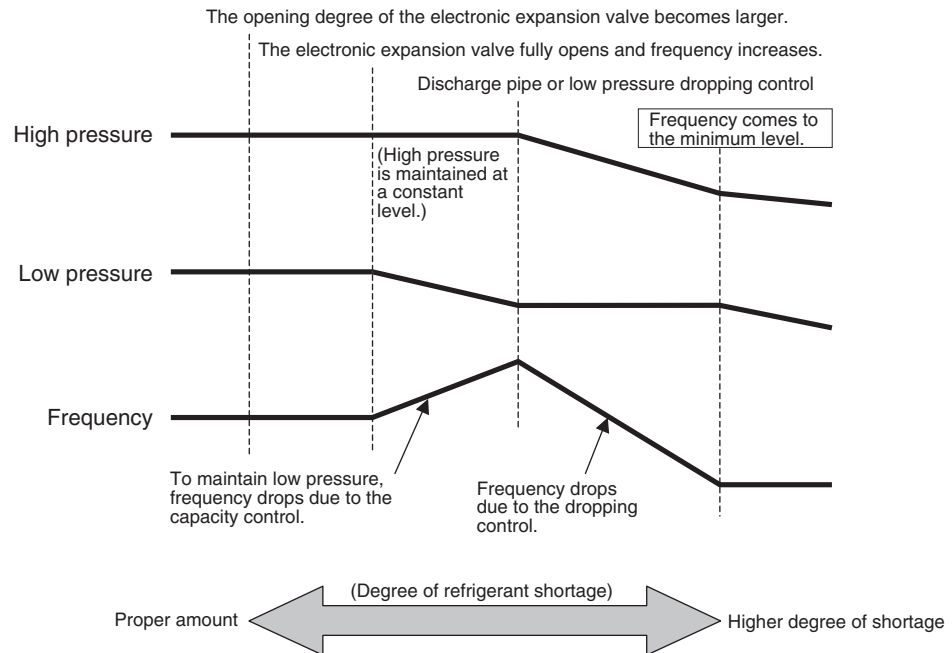 The opening degree of the electronic expansion valve becomes larger.
The electronic expansion valve fully opens and frequency increases.
Discharge pipe or low pressure dropping control
Frequency comes to
the minimum level.
High pressure
(High pressure
is maintained at
a constant
level.)
Low pressure
Frequency
To maintain low pressure,
frequency drops due to the
capacity control.
Frequency drops
due to the dropping
control.
(Degree of refrigerant shortage)
Proper amount
Higher degree of shortage